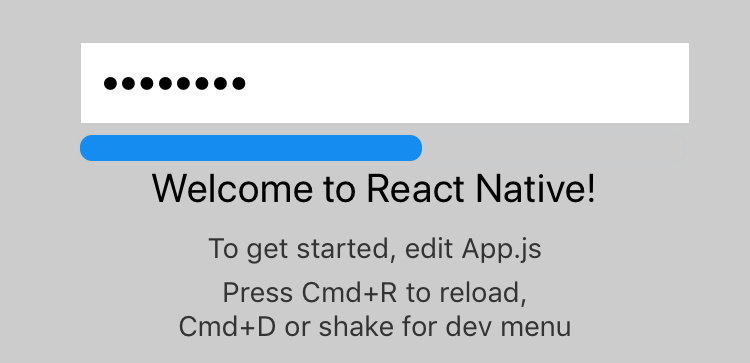 ••••••••
Welcome to React Native!
To get started, edit App.js
Press Cmd+R to reload,
Cmd+D or shake for dev menu